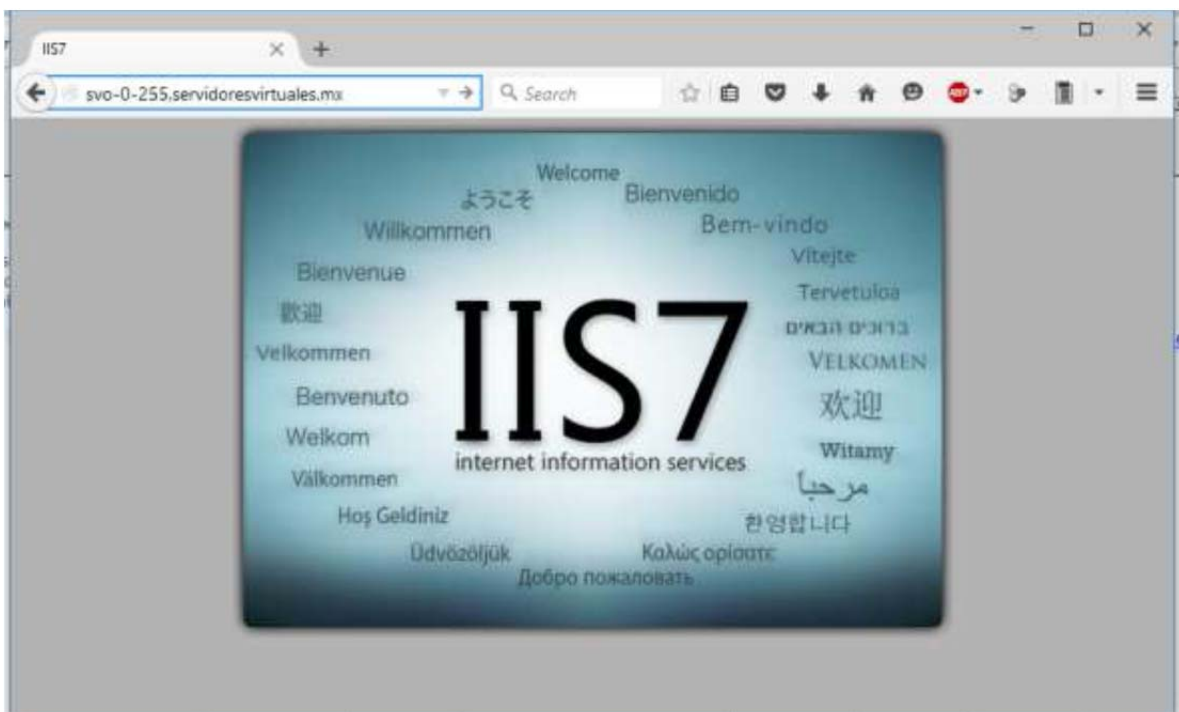 IIS7
svo-0-255.servidoresvirtuales.mx
Search
ABP
Welcome
ようこそ
Bienvenido
Willkommen
Bem-vindo
Vítejte
Bienvenue
Tervetuloa
歡迎
ברוכים הבאים
Velkommen
VELKOMEN
Benvenuto
欢迎
Welkom
Witamy
Välkommen
مرحباً
Hoş Geldiniz
환영합니다
Üdvözöljük
Καλώς ορίσατε
Добро пожаловать
IIS7
internet information services